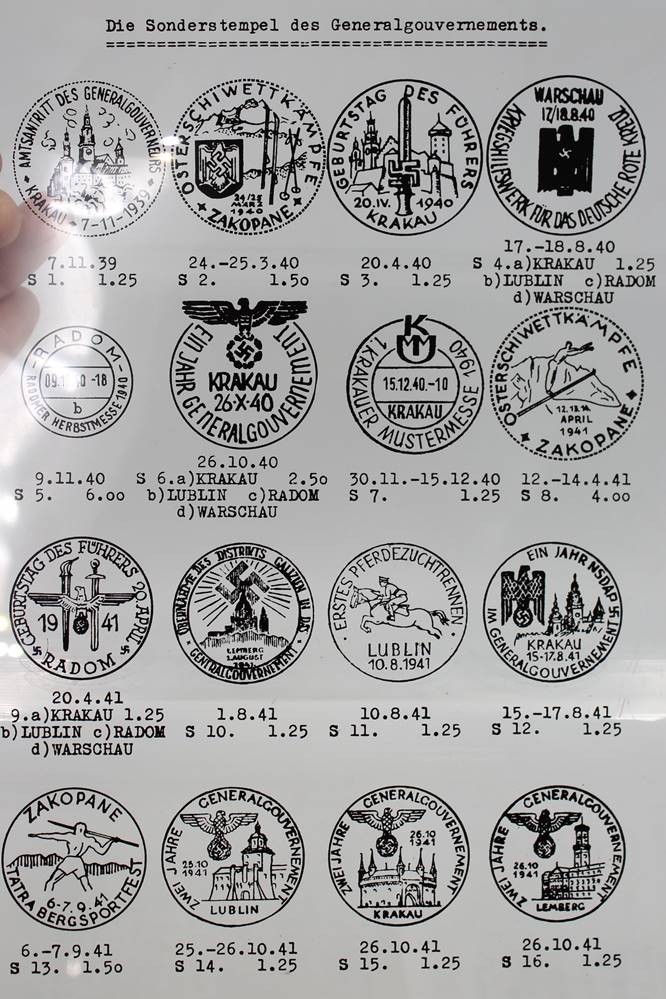 Die Sonderstempel des Generalgouvernements.
AMTSANTRITT DES GENERALGOUVERNEURS
KRAKAU 7-11-1939
OSTERSCHIWETTKÄMPFE
24/25
MÄRZ
1940
ZAKOPANE
GEBURTSTAG DES FÜHRERS
20.IV. 1940
KRAKAU
WARSCHAU
17/18.8.40
KRIEGSHILFSWERK FÜR DAS DEUTSCHE ROTE KREUZ
7.11.39
S 1. 1.25
24.-25.3.40
S 2. 1.50
20.4.40
S 3. 1.25
17.-18.8.40
S 4.a)KRAKAU 1.25
b)LUBLIN c)RADOM
d)WARSCHAU
RADOM
-18
b
RADOMER HERBSTMESSE 1940
EIN JAHR GENERALGOUVERNEMENT
KRAKAU
26·X·40
KMM
1. KRAKAUER MUSTERMESSE 1940
15.12.40.-10
KRAKAU
OSTERSCHIWETTKÄMPFE
12.13.14.
APRIL
1941
ZAKOPANE
9.11.40
S 5. 6.00
26.10.40
S 6.a)KRAKAU 2.50
b)LUBLIN c)RADOM
d)WARSCHAU
30.11.-15.12.40
S 7. 1.25
12.-14.4.41
S 8. 4.00
GEBURTSTAG DES FÜHRERS 20.APRIL
1941
RADOM
ÜBERNAHME DES DISTRIKTS GALIZIEN IN DAS
LEMBERG
1.AUGUST
1941
GENERALGOUVERNEMENT
ERSTES PFERDEZUCHTRENNEN
LUBLIN
10.8.1941
EIN JAHR NSDAP
IM GENERALGOUVERNEMENT
KRAKAU
15-17.8.41
20.4.41
9.a)KRAKAU 1.25
b)LUBLIN c)RADOM
d)WARSCHAU
1.8.41
S 10. 1.25
10.8.41
S 11. 1.25
15.-17.8.41
S 12. 1.25
ZAKOPANE
6-7.9.41
TATRA BERGSPORTFEST
ZWEI JAHRE GENERALGOUVERNEMENT
1941
LUBLIN
ZWEI JAHRE GENERALGOUVERNEMENT
26.10
1941
KRAKAU
ZWEI JAHRE GENERALGOUVERNEMENT
26.10
1941
LEMBERG
6.-7.9.41
S 13. 1.50
25.-26.10.41
S 14. 1.25
26.10.41
S 15. 1.25
26.10.41
S 16. 1.25